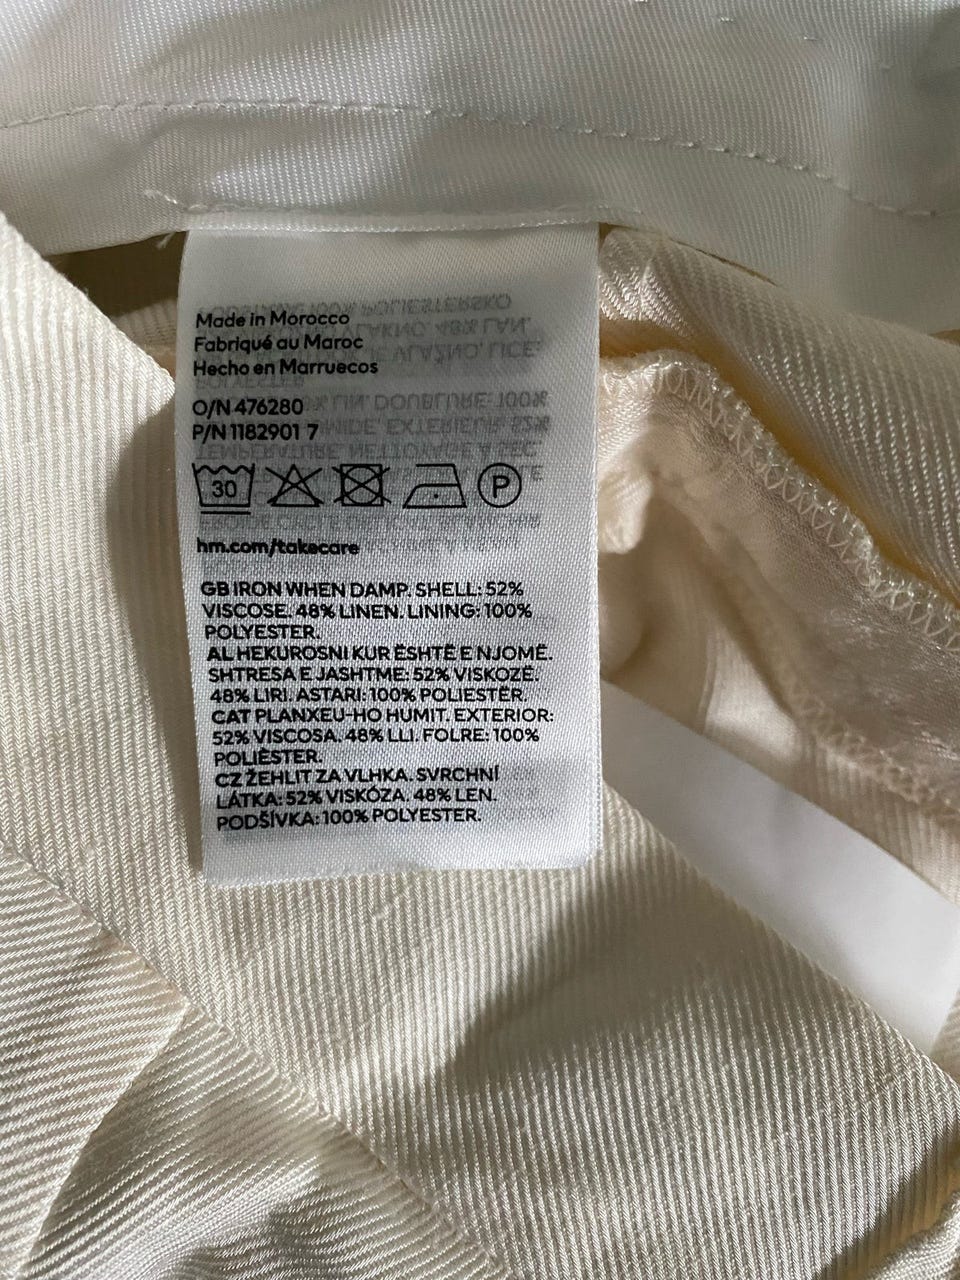 Made in Morocco
Fabriqué au Maroc
Hecho en Marruecos
O/N 476280
P/N 1182901 7
30 P
hm.com/takecare
GB IRON WHEN DAMP. SHELL: 52%
VISCOSE. 48% LINEN. LINING: 100%
POLYESTER.
AL HEKUROSNI KUR ËSHTË E NJOMË.
SHTRESA E JASHTME: 52% VISKOZË.
48% LIRI. ASTARI: 100% POLIESTËR.
CAT PLANXEU-HO HUMIT. EXTERIOR:
52% VISCOSA. 48% LLI. FOLRE: 100%
POLIÈSTER.
CZ ŽEHLIT ZA VLHKA. SVRCHNÍ
LÁTKA: 52% VISKÓZA. 48% LEN.
PODŠÍVKA: 100% POLYESTER.